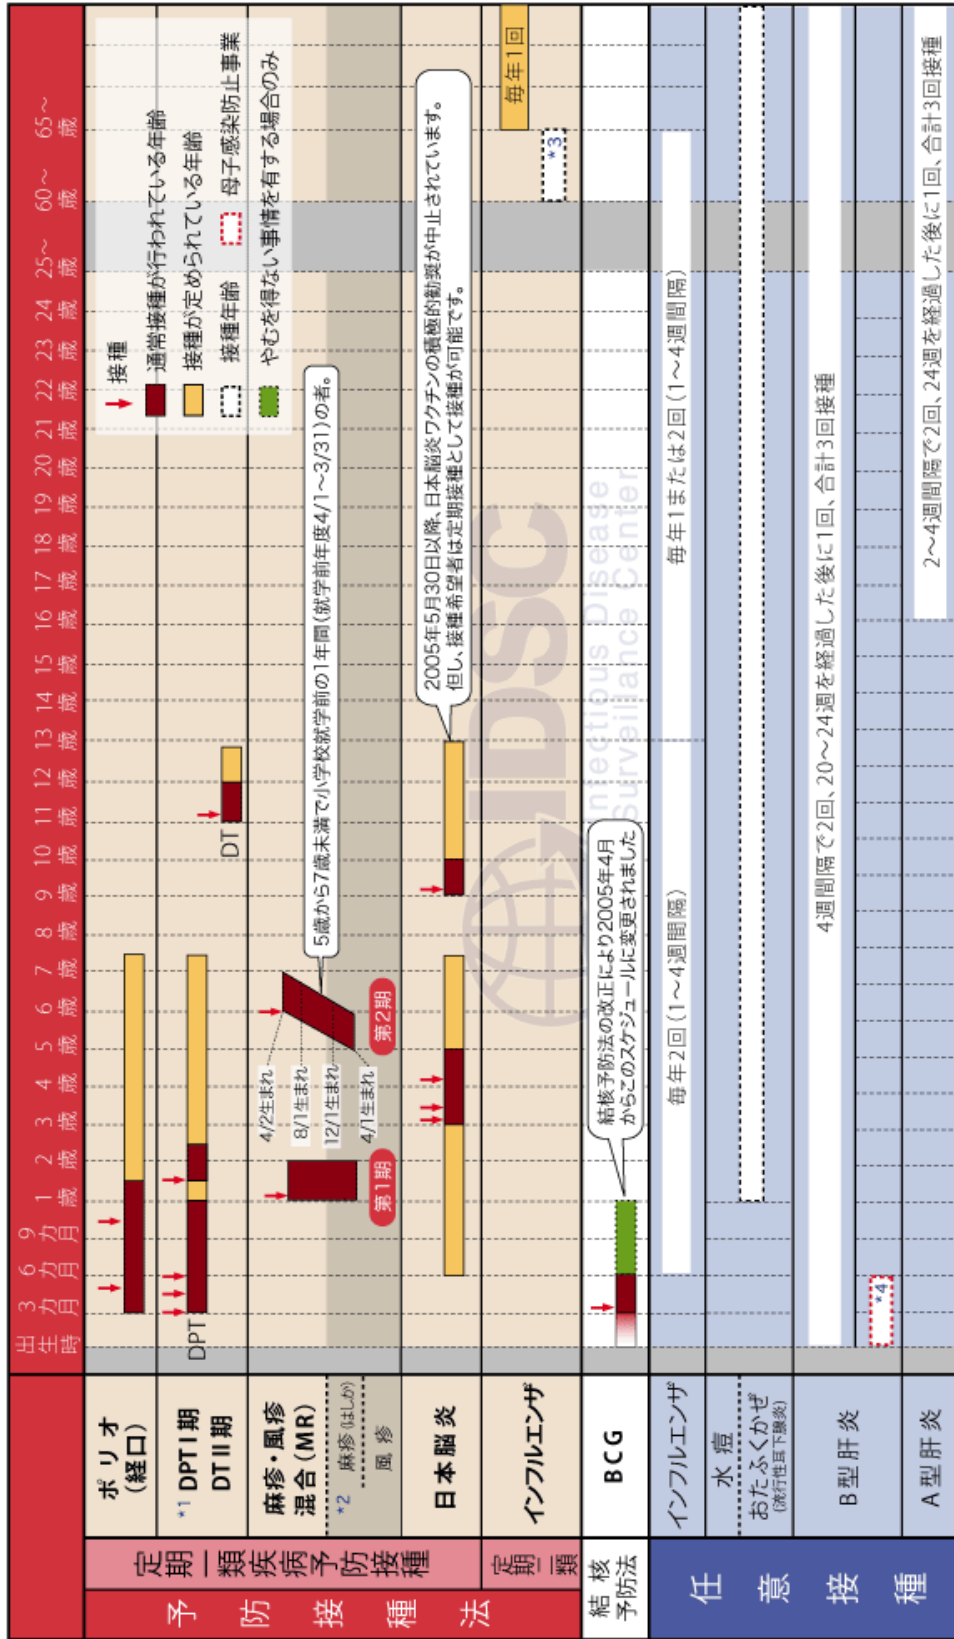 出生時
3カ月
6カ月
9カ月
1歳
2歳
3歳
4歳
5歳
6歳
7歳
8歳
9歳
10歳
11歳
12歳
13歳
14歳
15歳
16歳
17歳
18歳
19歳
20歳
21歳
22歳
23歳
24歳
25~歳
60~歳
65~歳
接種
通常接種が行われている年齢
接種が定められている年齢
接種年齢
母子感染防止事業
やむを得ない事情を有する場合のみ
予防接種法
定期一類疾病予防接種
ポリオ
(経口)
*1 DPT I 期
DT II 期
DPT
DT
麻疹・風疹
混合(MR)
*2
麻疹(はしか)
風疹
第1期
第2期
4/2生まれ
8/1生まれ
12/1生まれ
4/1生まれ
5歳から7歳未満で小学校就学前の1年間(就学前年度4/1~3/31)の者。
日本脳炎
2005年5月30日以降、日本脳炎ワクチンの積極的勧奨が中止されています。
但し、接種希望者は定期接種として接種が可能です。
定期二類
インフルエンザ
毎年1回
*3
結核
予防法
BCG
結核予防法の改正により2005年4月
からこのスケジュールに変更されました
IDSC
Infectious Disease
Surveillance Center
任意接種
インフルエンザ
毎年2回(1~4週間隔)
毎年1または2回(1~4週間隔)
水痘
おたふくかぜ
(流行性耳下腺炎)
B型肝炎
4週間隔で2回、20~24週を経過した後に1回、合計3回接種
*4
A型肝炎
2~4週間隔で2回、24週を経過した後に1回、合計3回接種